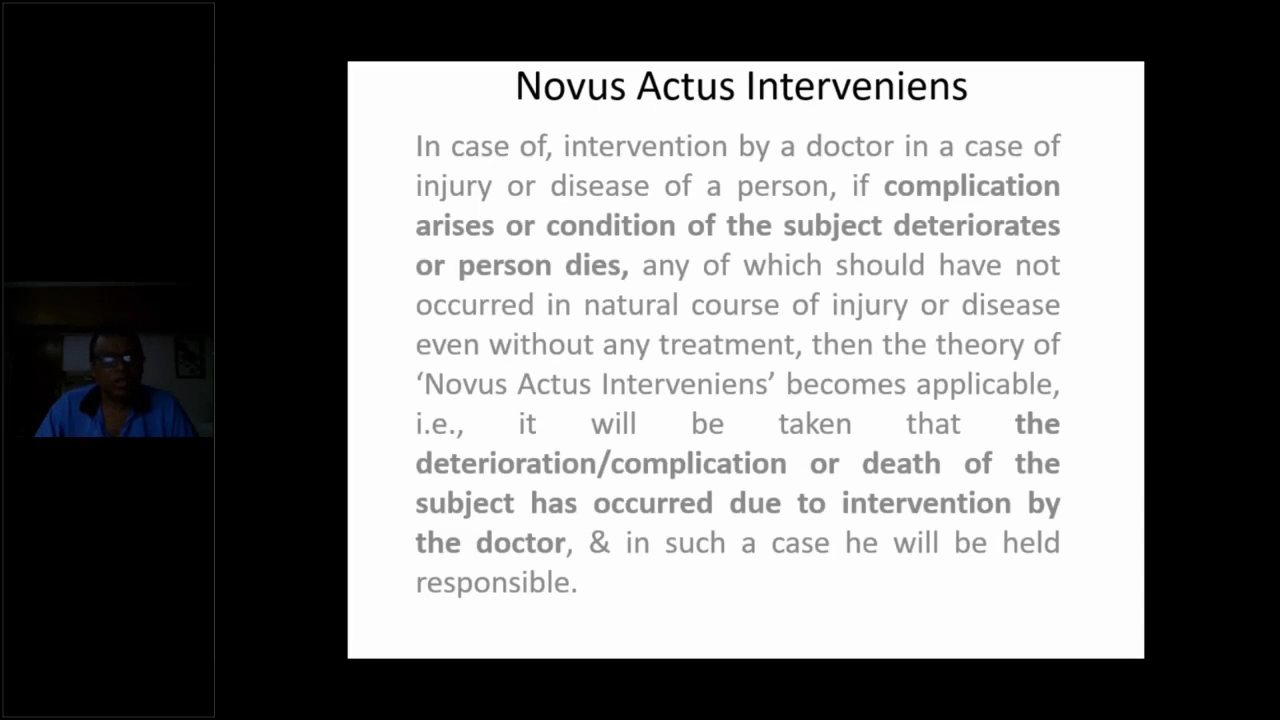 Novus Actus Interveniens
In case of, intervention by a doctor in a case of
injury or disease of a person, if complication
arises or condition of the subject deteriorates
or person dies, any of which should have not
occurred in natural course of injury or disease
even without any treatment, then the theory of
‘Novus Actus Interveniens’ becomes applicable,
i.e., it will be taken that the
deterioration/complication or death of the
subject has occurred due to intervention by
the doctor, & in such a case he will be held
responsible.